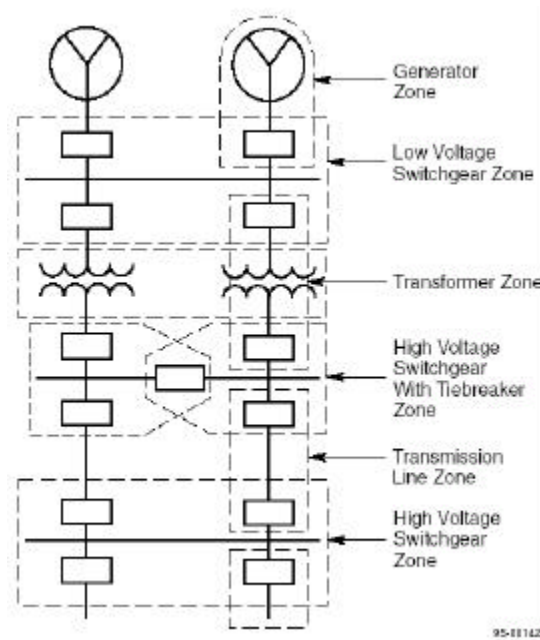 Generator
Zone
Low Voltage
Switchgear Zone
Transformer Zone
High Voltage
Switchgear
With Tiebreaker
Zone
Transmission
Line Zone
High Voltage
Switchgear
Zone